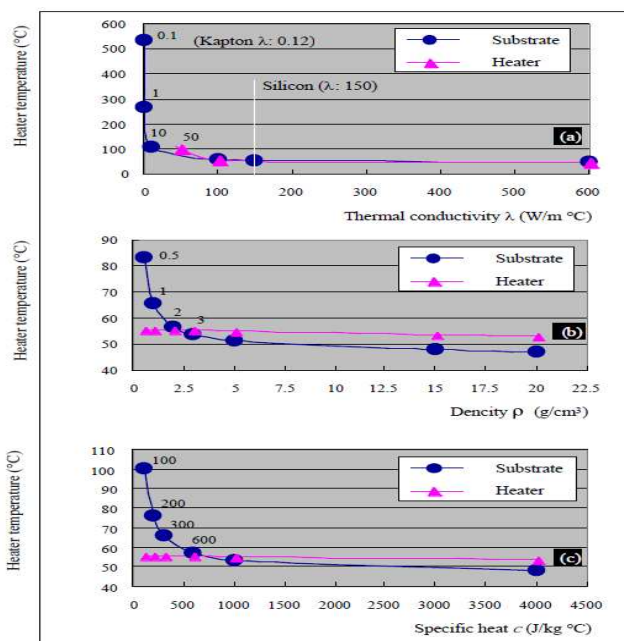 Heater temperature (°C)
600
500
400
300
200
100
0
0.1
(Kapton λ: 0.12)
Silicon (λ: 150)
1
10
50
Substrate
Heater
(a)
0 100 200 300 400 500 600
Thermal conductivity λ (W/m °C)
Heater temperature (°C)
90
80
70
60
50
40
0.5
1
2
3
Substrate
Heater
(b)
0 2.5 5 7.5 10 12.5 15 17.5 20 22.5
Dencity ρ (g/cm³)
Heater temperature (°C)
110
100
90
80
70
60
50
40
100
200
300
600
Substrate
Heater
(c)
0 500 1000 1500 2000 2500 3000 3500 4000 4500
Specific heat c (J/kg °C)